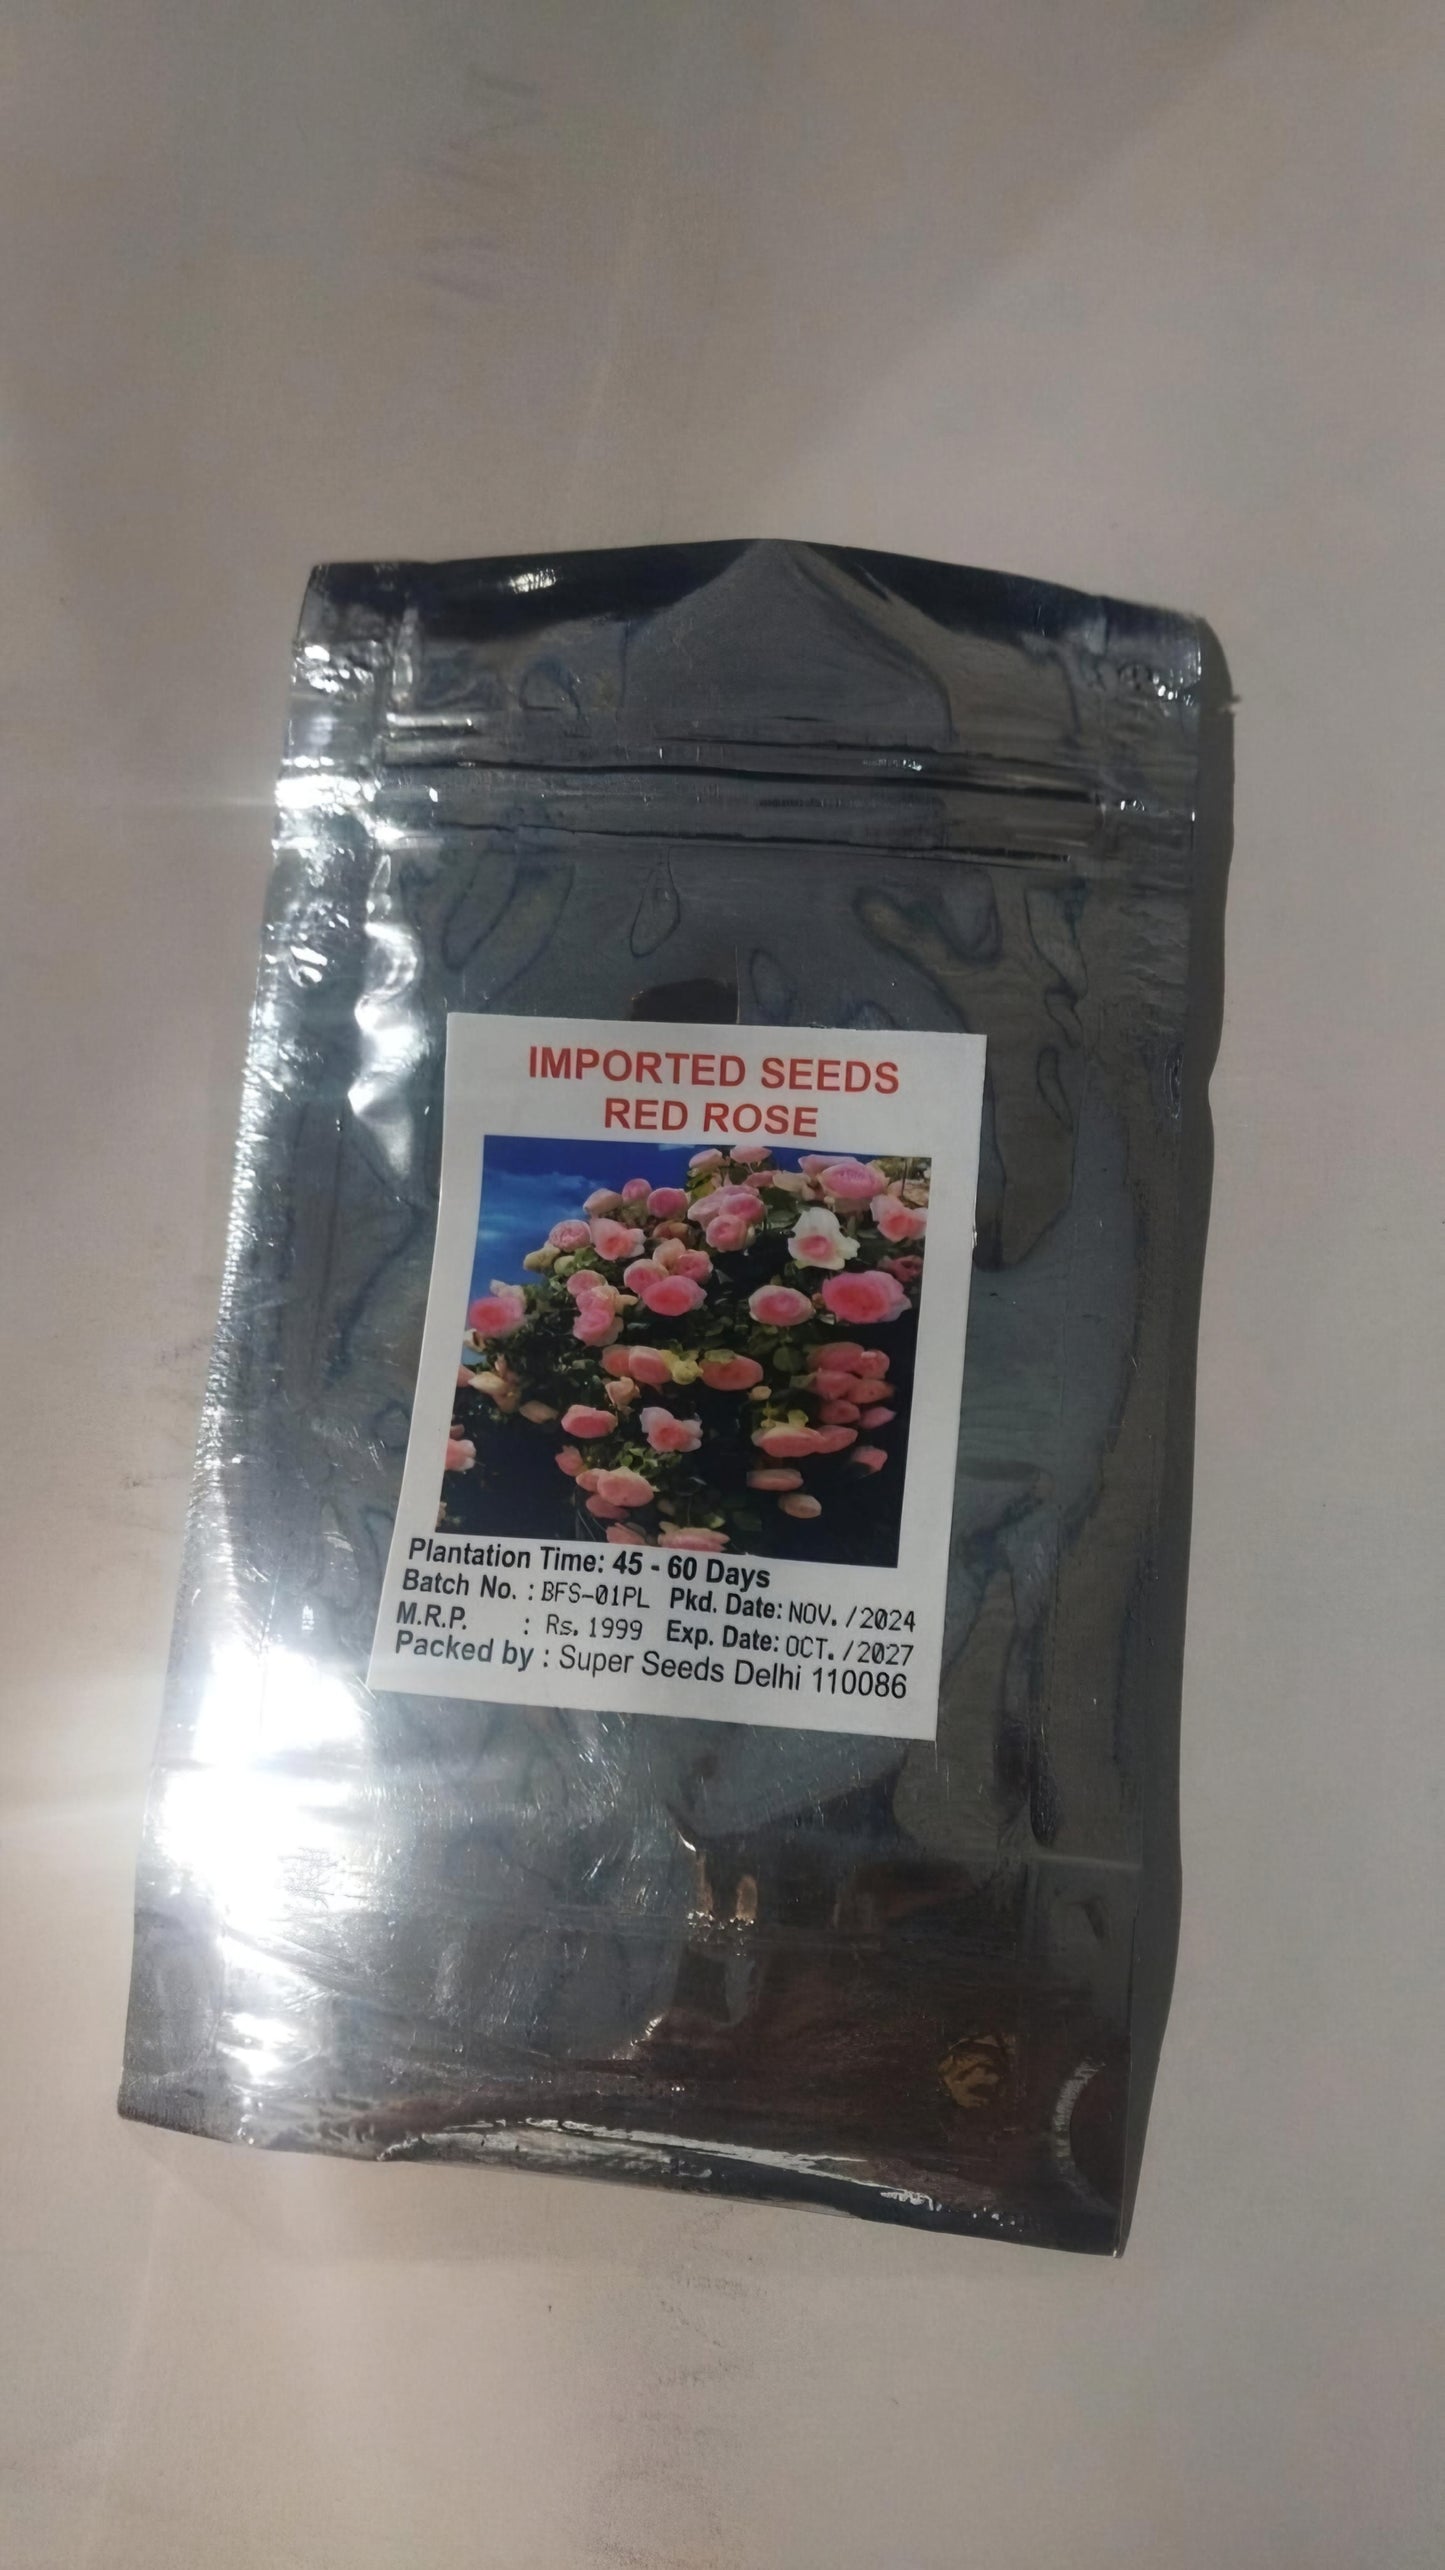 IMPORTED SEEDS
RED ROSE
Plantation Time: 45 - 60 Days
Batch No. : BFS-01PL Pkd. Date: NOV. /2024
M.R.P. : Rs. 1999 Exp. Date: OCT. /2027
Packed by : Super Seeds Delhi 110086